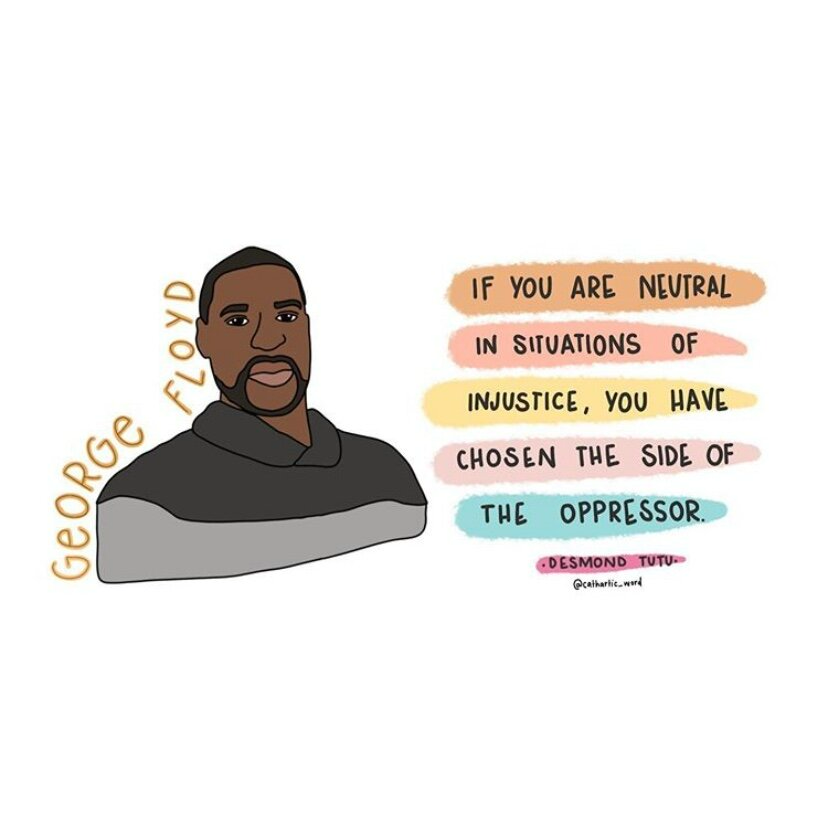 GEORGE FLOYD
IF YOU ARE NEUTRAL
IN SITUATIONS OF
INJUSTICE, YOU HAVE
CHOSEN THE SIDE OF
THE OPPRESSOR.
·DESMOND TUTU·
@cathartic_word